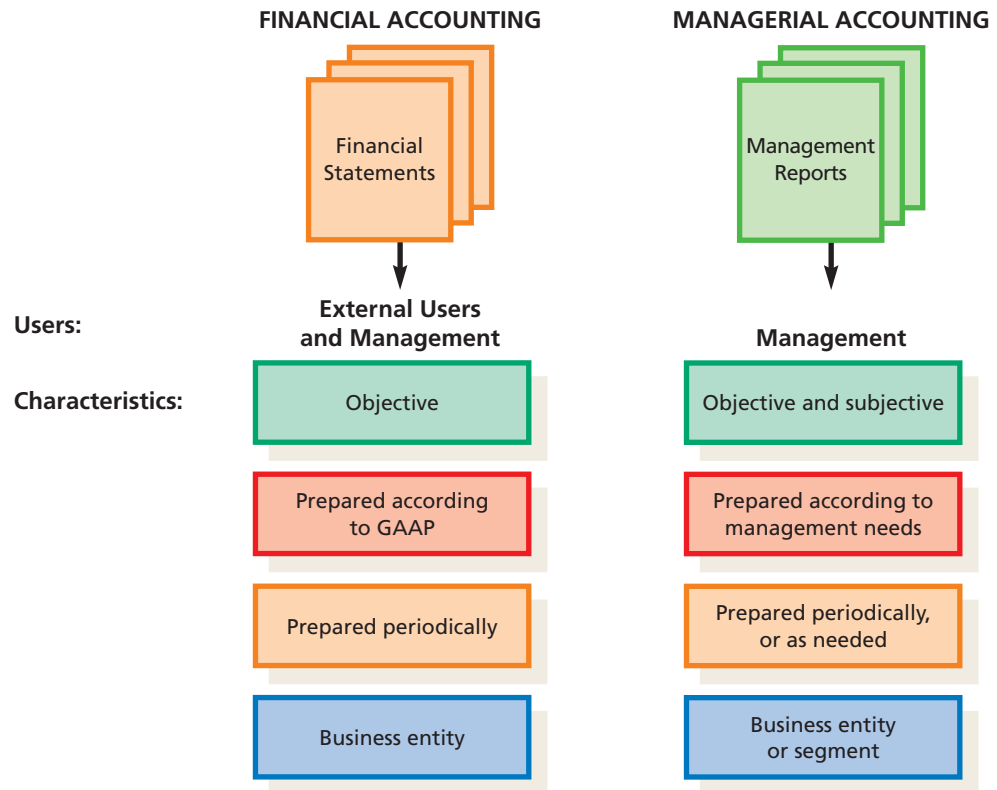 FINANCIAL ACCOUNTING
MANAGERIAL ACCOUNTING
Financial
Statements
Management
Reports
Users:
External Users
and Management
Management
Characteristics:
Objective
Objective and subjective
Prepared according
to GAAP
Prepared according to
management needs
Prepared periodically
Prepared periodically,
or as needed
Business entity
Business entity
or segment